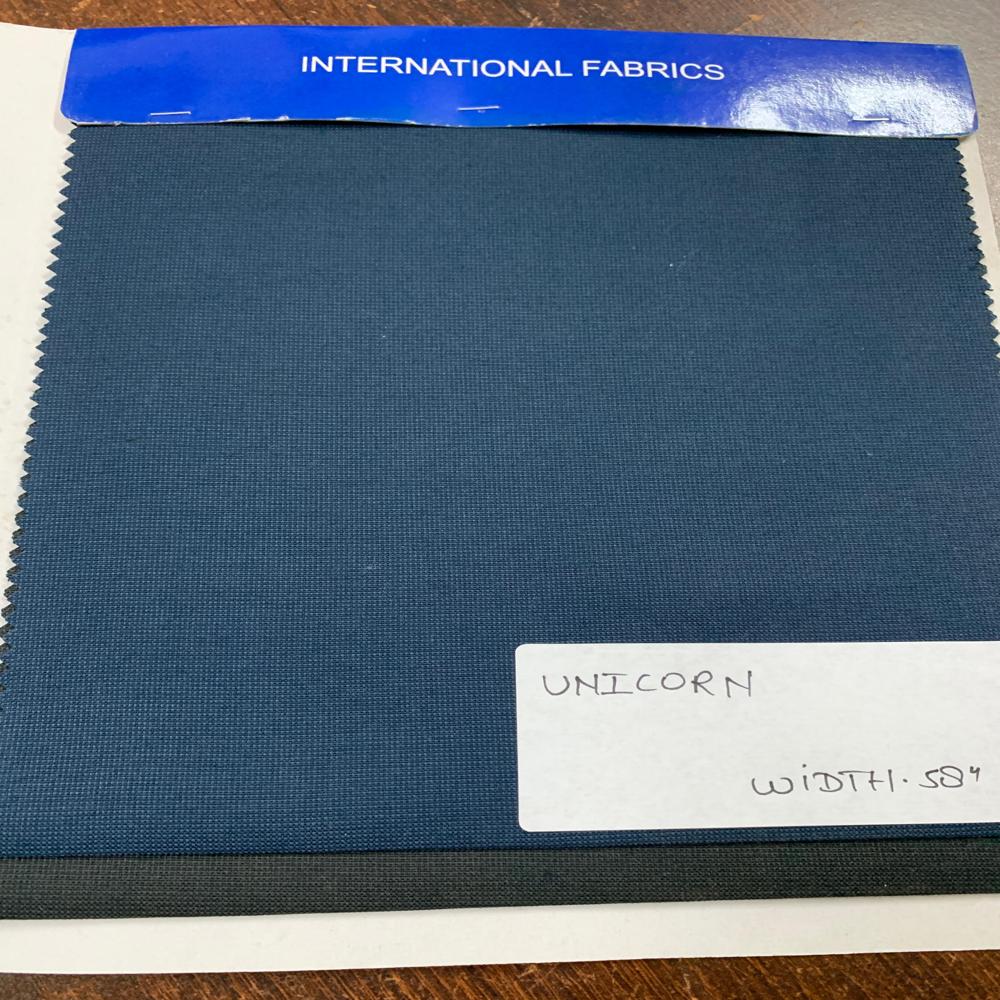 INTERNATIONAL FABRICS
UNICORN
WIDTH. 58"